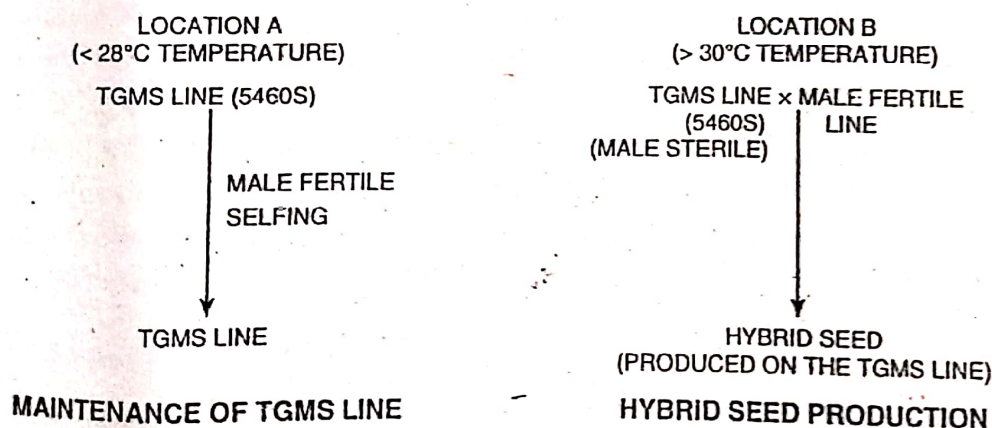 LOCATION A
(< 28°C TEMPERATURE)
TGMS LINE (5460S)
MALE FERTILE
SELFING
TGMS LINE
MAINTENANCE OF TGMS LINE
LOCATION B
(> 30°C TEMPERATURE)
TGMS LINE × MALE FERTILE
(5460S) LINE
(MALE STERILE)
HYBRID SEED
(PRODUCED ON THE TGMS LINE)
HYBRID SEED PRODUCTION